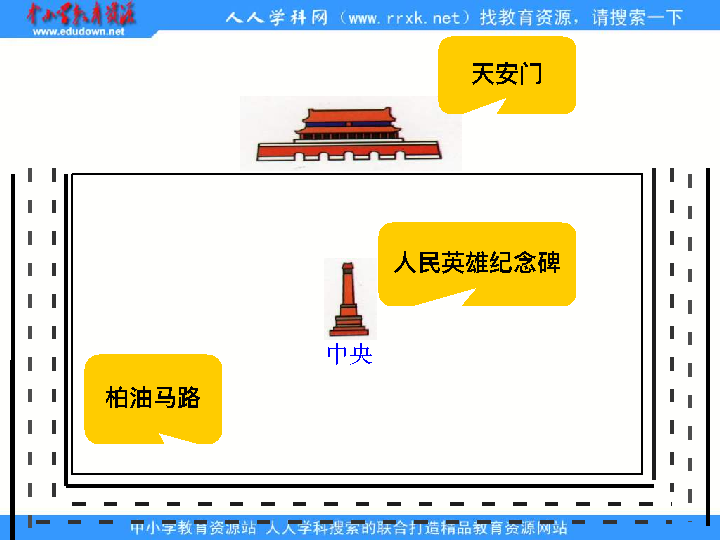 中小学教育资源
www.edudown.net
人人学科网（www.rrxk.net）找教育资源，请搜索一下
天安门
人民英雄纪念碑
中央
柏油马路
中小学教育资源站 人人学科搜索的联合打造精品教育资源网站